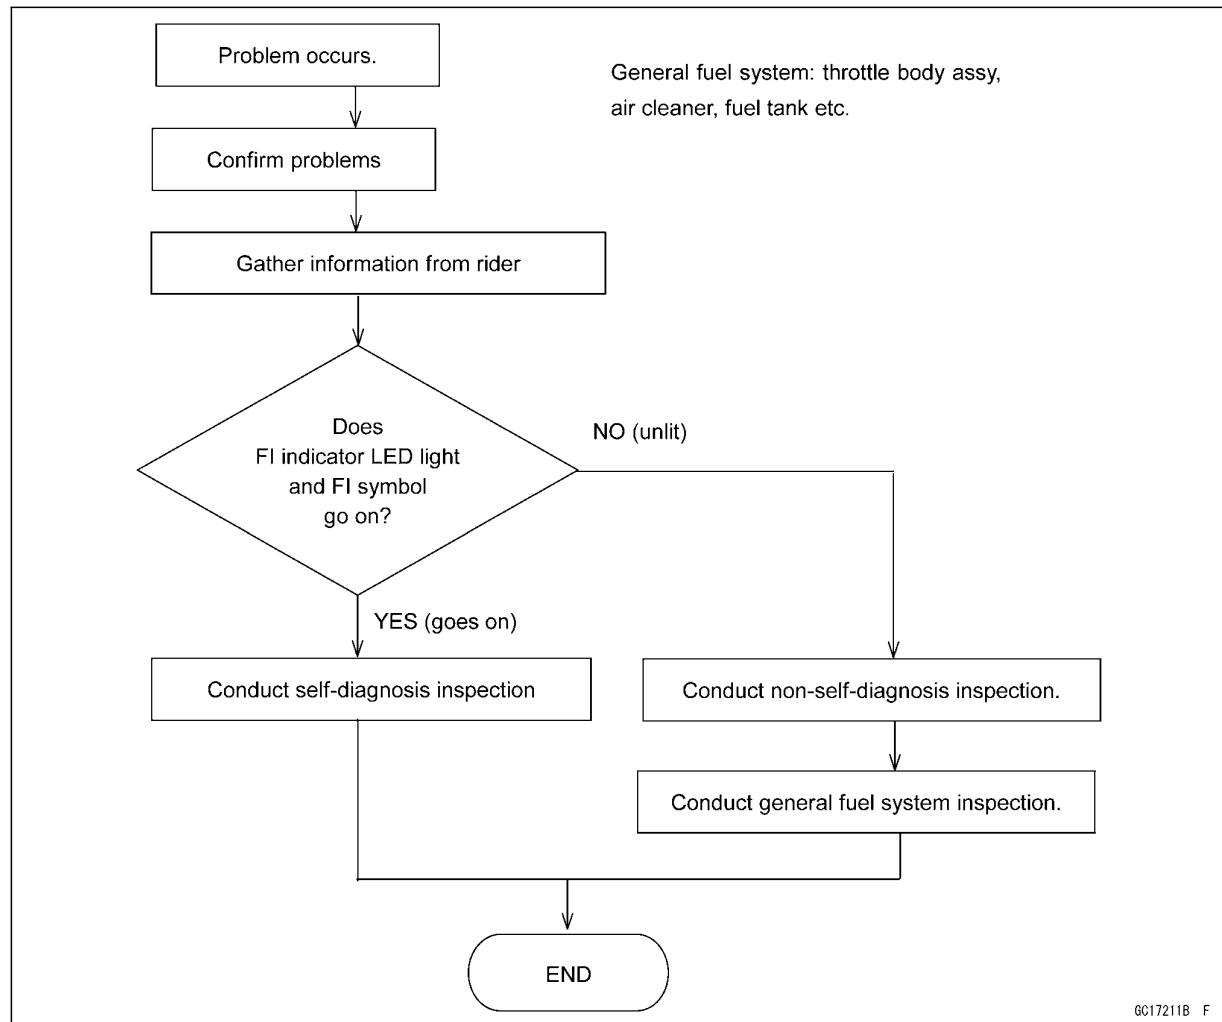 Problem occurs.
General fuel system: throttle body assy,
air cleaner, fuel tank etc.
Confirm problems
Gather information from rider
Does
FI indicator LED light
and FI symbol
go on?
NO (unlit)
YES (goes on)
Conduct self-diagnosis inspection
Conduct non-self-diagnosis inspection.
Conduct general fuel system inspection.
END
GC17211B F